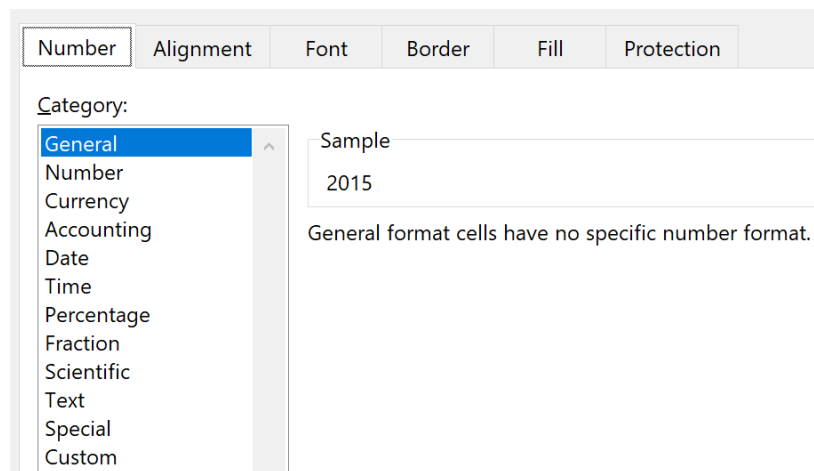 Number Alignment Font Border Fill Protection
Category:
General
Number
Currency
Accounting
Date
Time
Percentage
Fraction
Scientific
Text
Special
Custom
Sample
2015
General format cells have no specific number format.